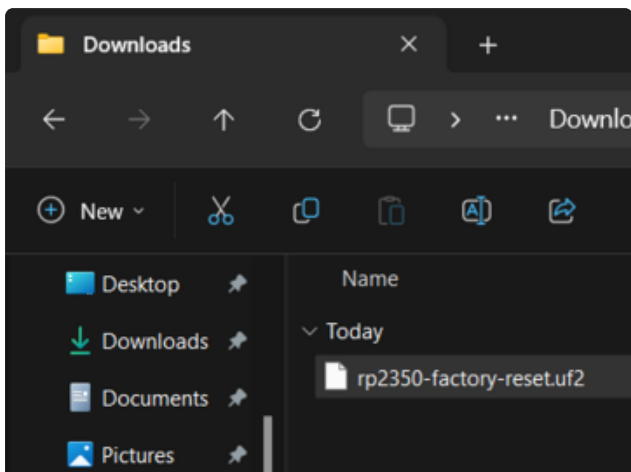 Downloads
Downlo
New
Name
Desktop
Today
Downloads
rp2350-factory-reset.uf2
Documents
Pictures